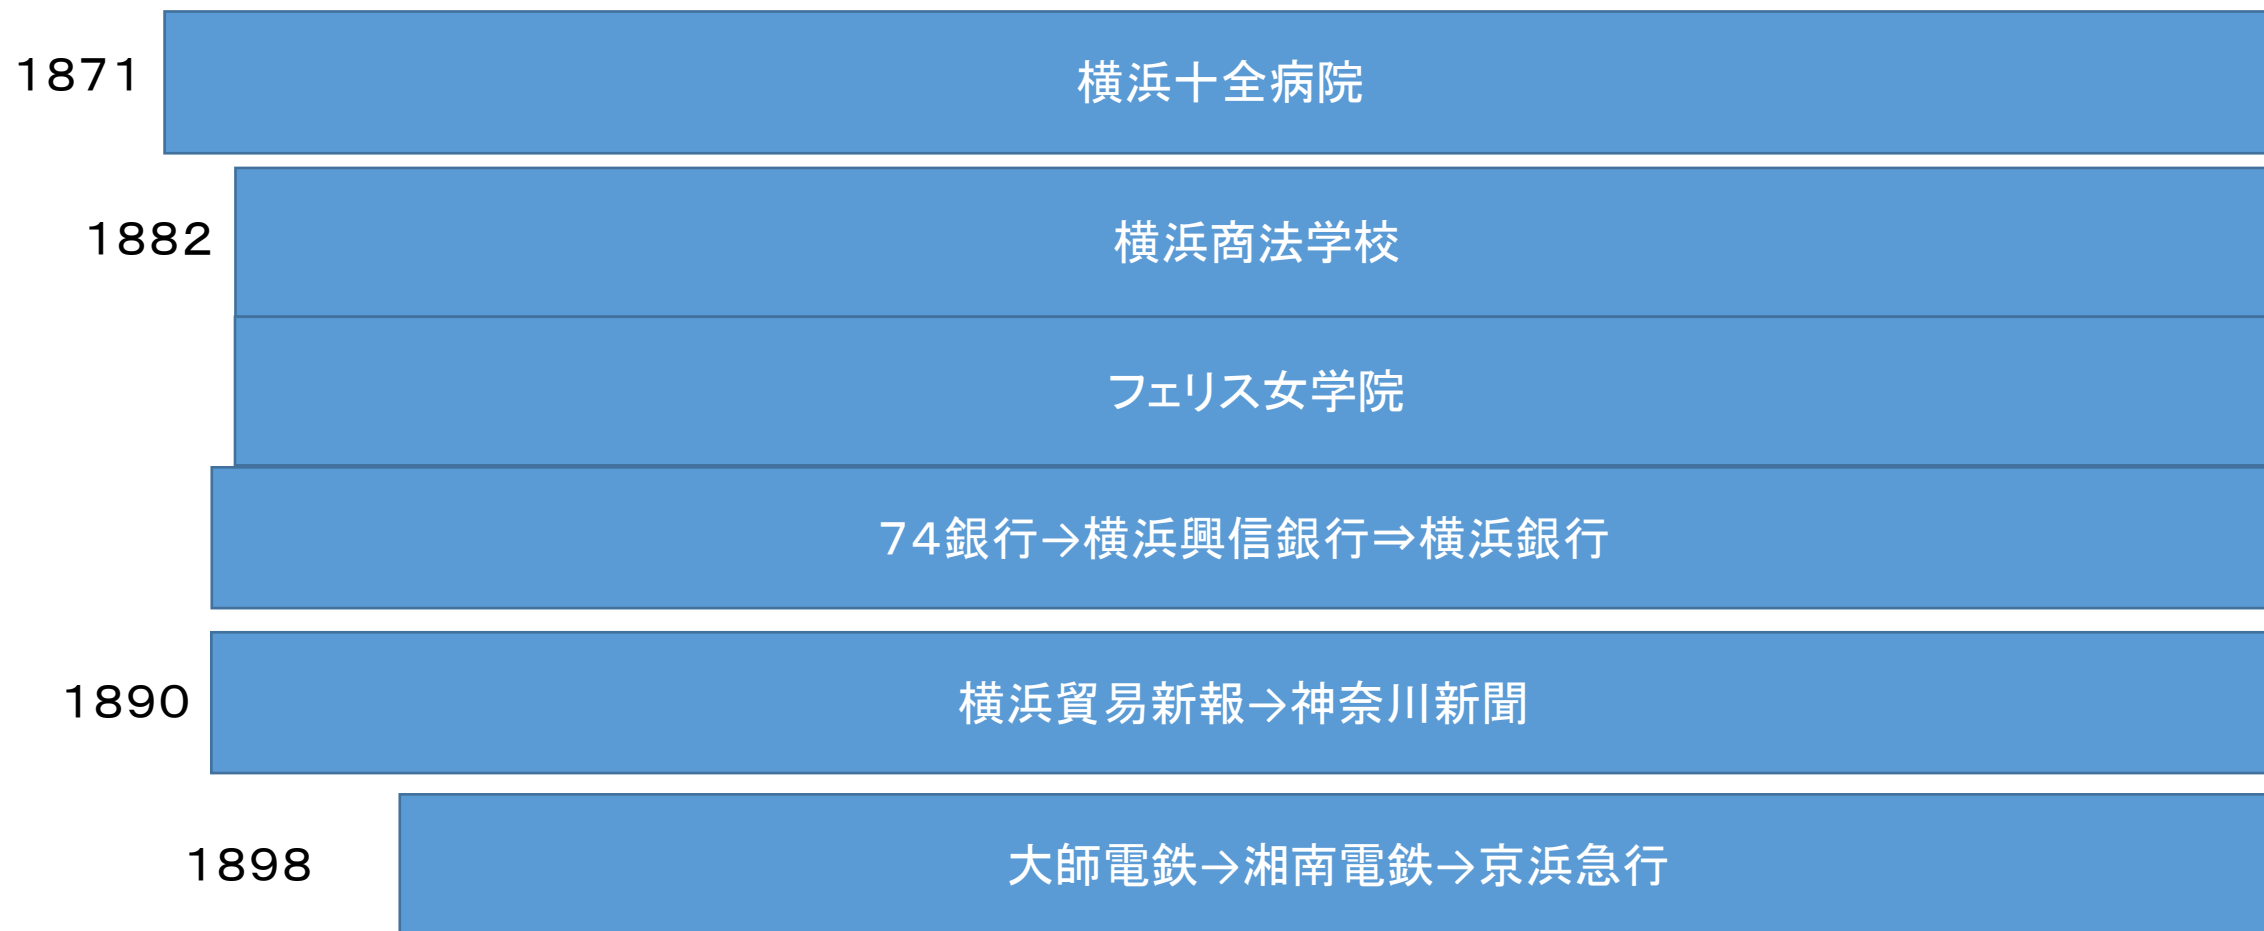 1871
横浜十全病院
1882
横浜商法学校
フェリス女学院
74銀行→横浜興信銀行⇒横浜銀行
1890
横浜貿易新報→神奈川新聞
1898
大師電鉄→湘南電鉄→京浜急行